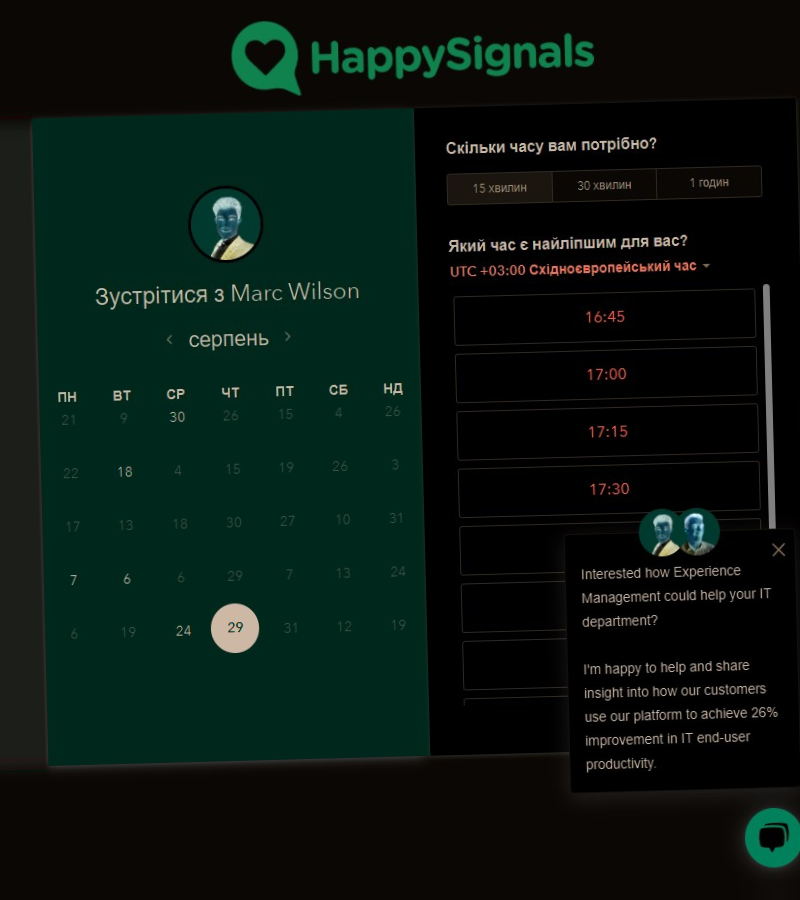 HappySignals
Зустрітися з Marc Wilson
серпень
ПН ВТ СР ЧТ ПТ СБ НД
21 9 30 26 15 4 26
22 18 4 15 19 26 3
17 13 18 30 27 10 31
7 6 6 29 7 13 24
6 19 24 29 31 12 19
Скільки часу вам потрібно?
15 хвилин 30 хвилин 1 годин
Який час є найліпшим для вас?
UTC +03:00 Східноєвропейський час
16:45
17:00
17:15
17:30
Interested how Experience
Management could help your IT
department?
I'm happy to help and share
insight into how our customers
use our platform to achieve 26%
improvement in IT end-user
productivity.